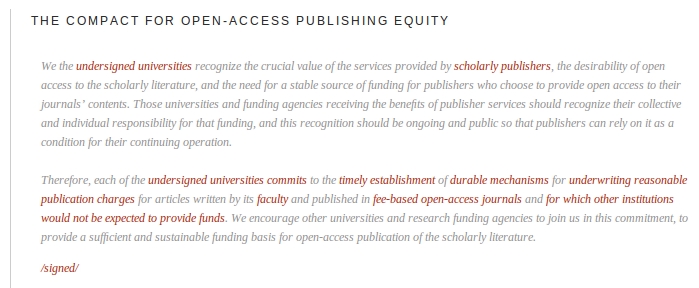 THE COMPACT FOR OPEN-ACCESS PUBLISHING EQUITY
We the undersigned universities recognize the crucial value of the services provided by scholarly publishers, the desirability of open
access to the scholarly literature, and the need for a stable source of funding for publishers who choose to provide open access to their
journals' contents. Those universities and funding agencies receiving the benefits of publisher services should recognize their collective
and individual responsibility for that funding, and this recognition should be ongoing and public so that publishers can rely on it as a
condition for their continuing operation.
Therefore, each of the undersigned universities commits to the timely establishment of durable mechanisms for underwriting reasonable
publication charges for articles written by its faculty and published in fee-based open-access journals and for which other institutions
would not be expected to provide funds. We encourage other universities and research funding agencies to join us in this commitment, to
provide a sufficient and sustainable funding basis for open-access publication of the scholarly literature.
/signed/